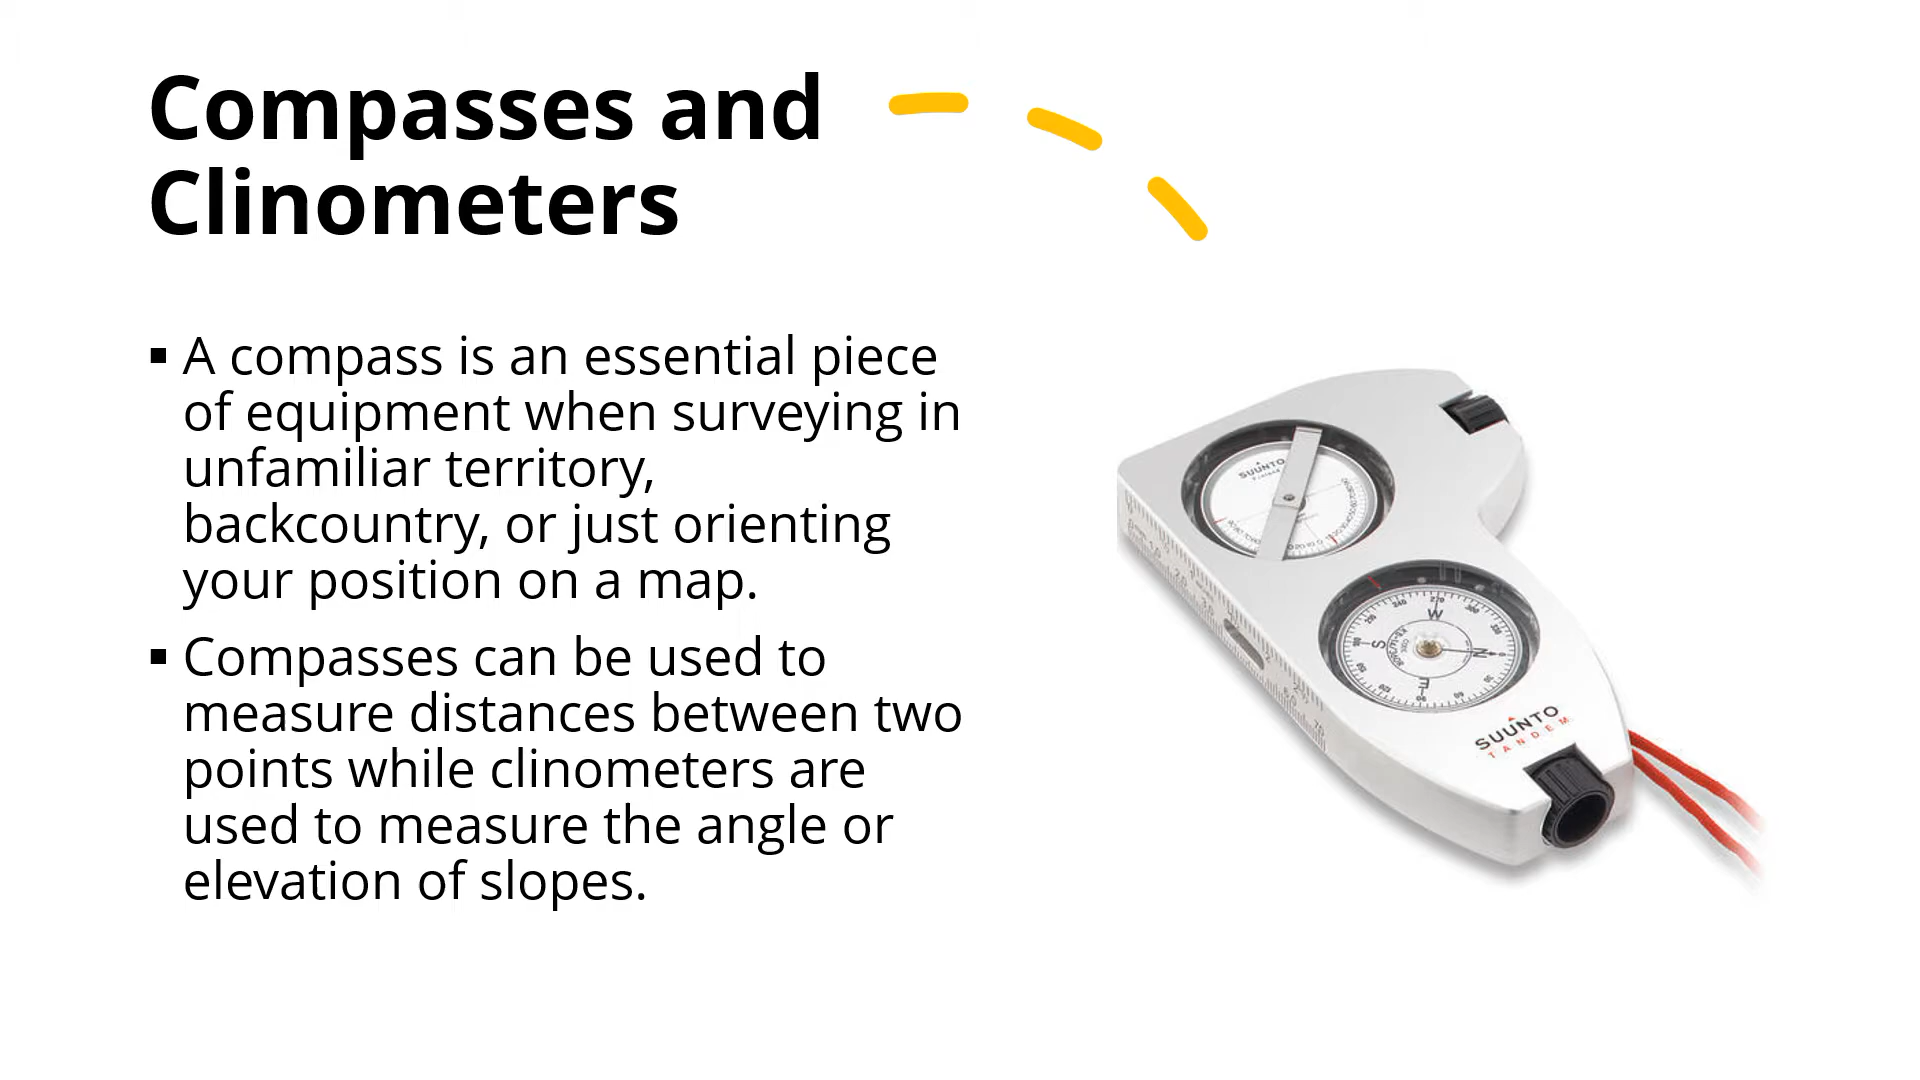 Compasses and
Clinometers
▪ A compass is an essential piece
of equipment when surveying in
unfamiliar territory,
backcountry, or just orienting
your position on a map.
▪ Compasses can be used to
measure distances between two
points while clinometers are
used to measure the angle or
elevation of slopes.
SUUNTO
W
S
N
E
SUUNTO
TANDEM